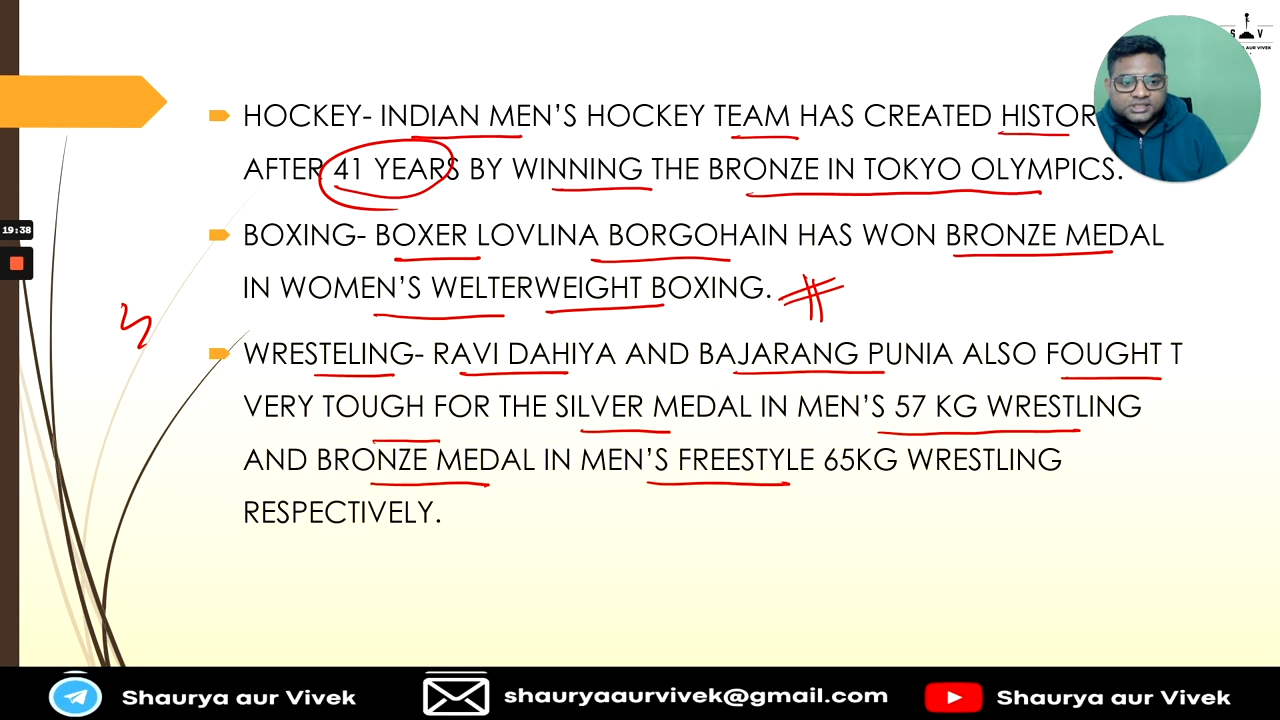 S V
A AUR VIVEK
HOCKEY- INDIAN MEN'S HOCKEY TEAM HAS CREATED HISTOR
AFTER 41 YEARS BY WINNING THE BRONZE IN TOKYO OLYMPICS.
19:38
BOXING- BOXER LOVLINA BORGOHAIN HAS WON BRONZE MEDAL
IN WOMEN'S WELTERWEIGHT BOXING.
WRESTELING- RAVI DAHIYA AND BAJARANG PUNIA ALSO FOUGHT T
VERY TOUGH FOR THE SILVER MEDAL IN MEN'S 57 KG WRESTLING
AND BRONZE MEDAL IN MEN'S FREESTYLE 65KG WRESTLING
RESPECTIVELY.
Shaurya aur Vivek shauryaaurvivek@gmail.com Shaurya aur Vivek